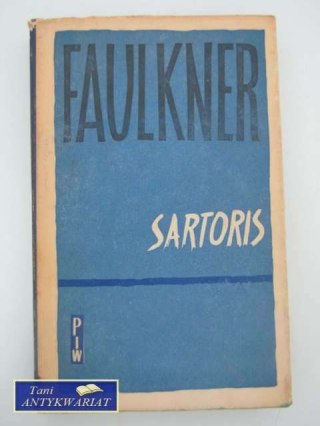 FAULKNER
SARTORIS
PIW
Tani
ANTYKWARIAT